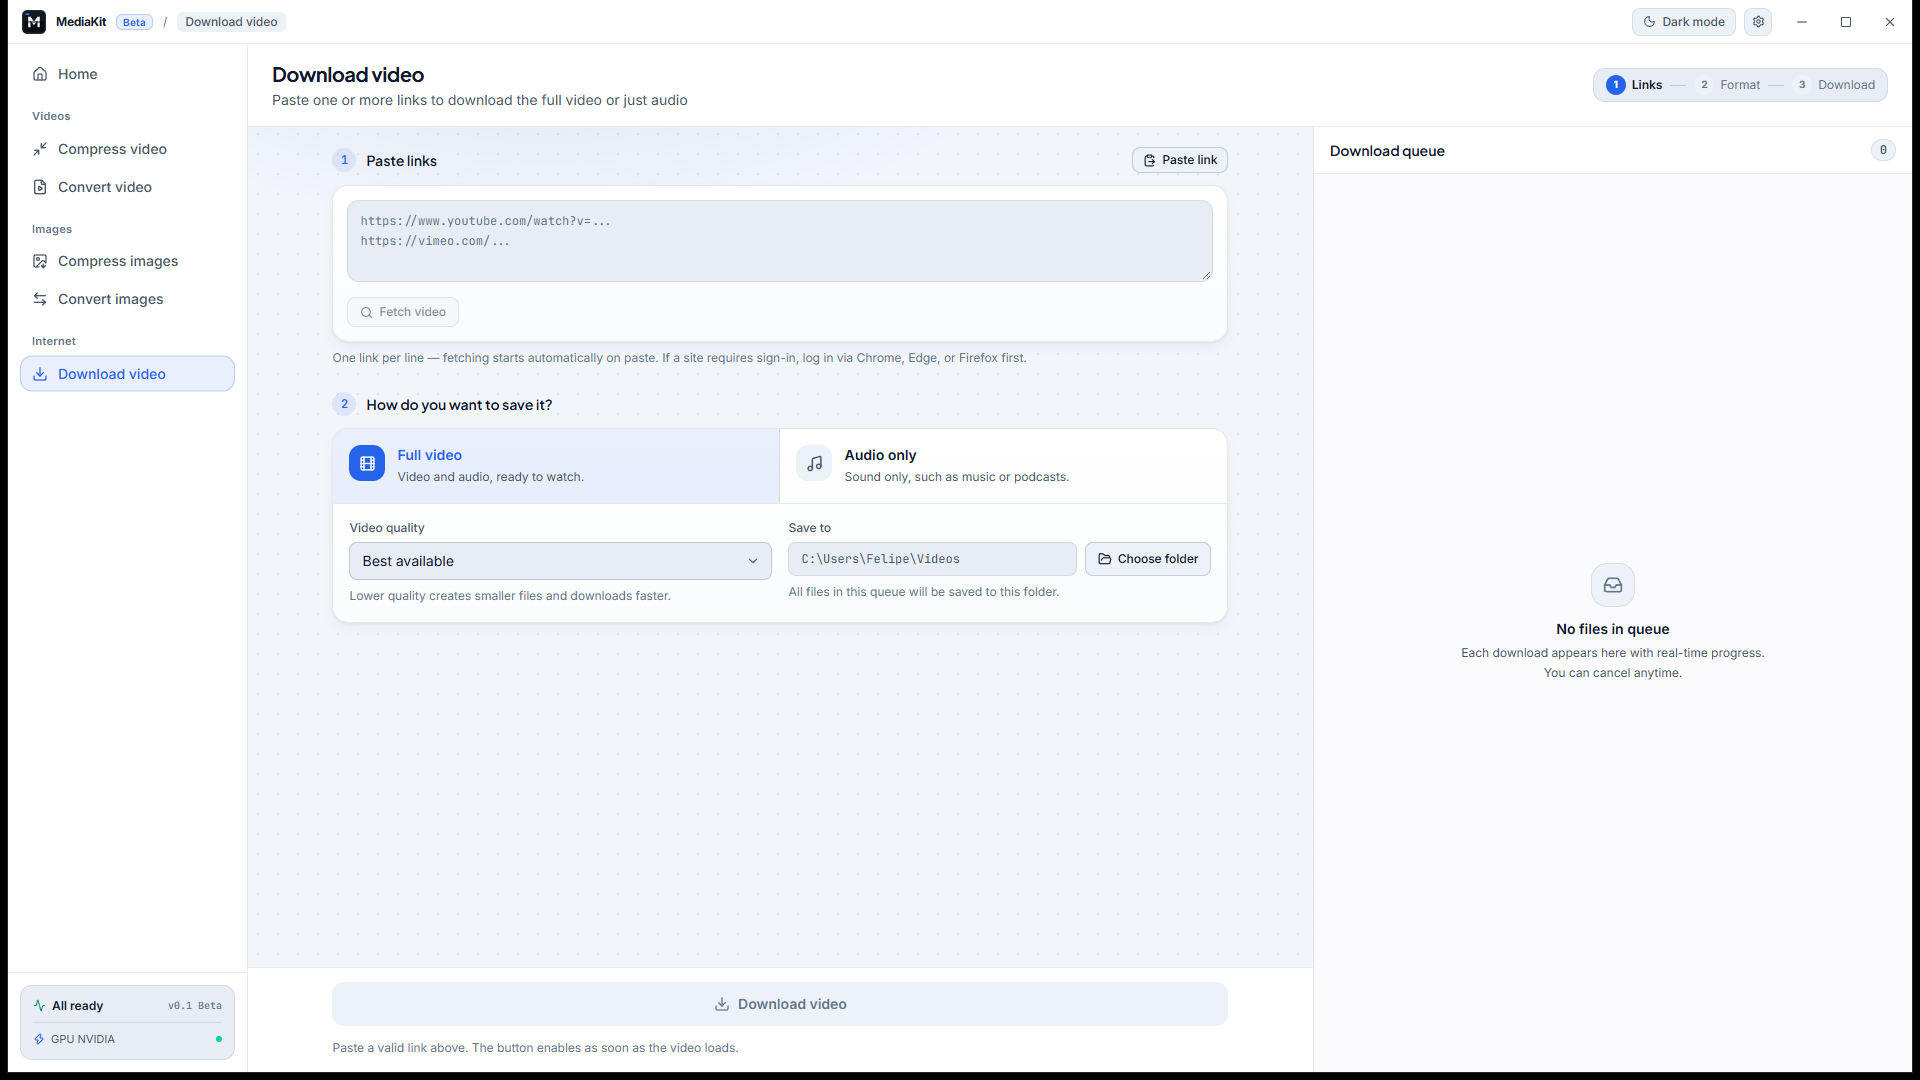 MediaKit Beta / Download video
Dark mode
Home
Videos
Compress video
Convert video
Images
Compress images
Convert images
Internet
Download video
All ready v0.1 Beta
GPU NVIDIA
Download video
Paste one or more links to download the full video or just audio
1 Links 2 Format 3 Download
1 Paste links
Paste link
https://www.youtube.com/watch?v=...
https://vimeo.com/...
Fetch video
One link per line — fetching starts automatically on paste. If a site requires sign-in, log in via Chrome, Edge, or Firefox first.
2 How do you want to save it?
Full video
Video and audio, ready to watch.
Audio only
Sound only, such as music or podcasts.
Video quality
Best available
Lower quality creates smaller files and downloads faster.
Save to
C:\Users\Felipe\Videos
Choose folder
All files in this queue will be saved to this folder.
Download video
Paste a valid link above. The button enables as soon as the video loads.
Download queue 0
No files in queue
Each download appears here with real-time progress.
You can cancel anytime.